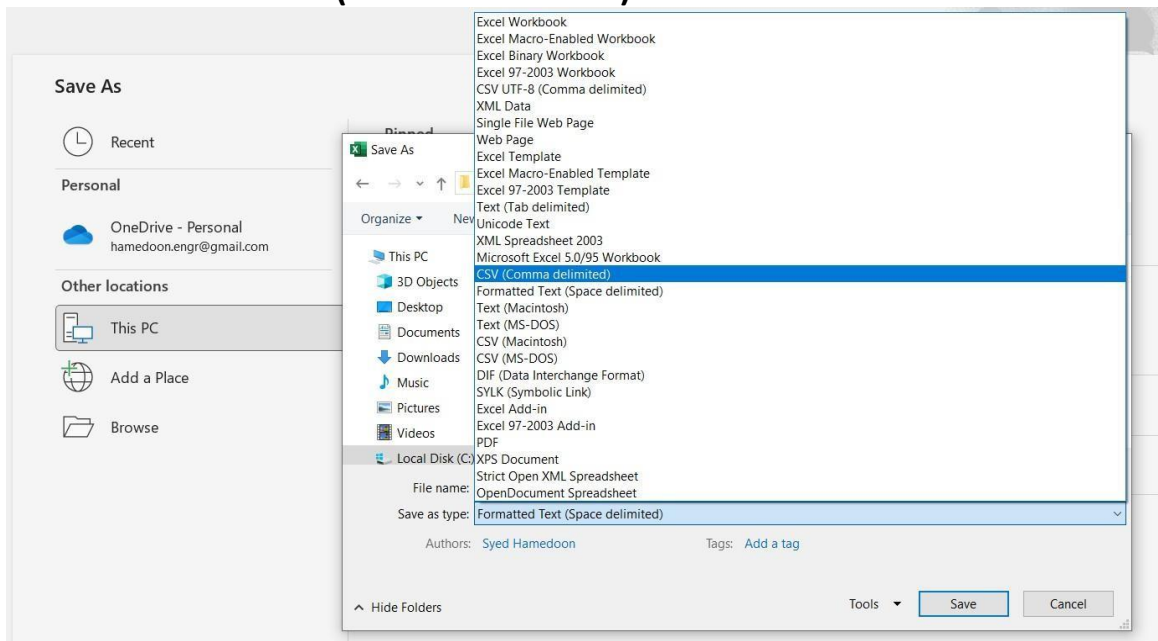 Save As
Recent
Personal
OneDrive - Personal
hamedoon.engr@gmail.com
Other locations
This PC
Add a Place
Browse
Pinned
Save As
Organize
New
This PC
3D Objects
Desktop
Documents
Downloads
Music
Pictures
Videos
Local Disk (C:)
Excel Workbook
Excel Macro-Enabled Workbook
Excel Binary Workbook
Excel 97-2003 Workbook
CSV UTF-8 (Comma delimited)
XML Data
Single File Web Page
Web Page
Excel Template
Excel Macro-Enabled Template
Excel 97-2003 Template
Text (Tab delimited)
Unicode Text
XML Spreadsheet 2003
Microsoft Excel 5.0/95 Workbook
CSV (Comma delimited)
Formatted Text (Space delimited)
Text (Macintosh)
Text (MS-DOS)
CSV (Macintosh)
CSV (MS-DOS)
DIF (Data Interchange Format)
SYLK (Symbolic Link)
Excel Add-in
Excel 97-2003 Add-in
PDF
XPS Document
Strict Open XML Spreadsheet
OpenDocument Spreadsheet
File name:
Save as type: Formatted Text (Space delimited)
Authors: Syed Hamedoon Tags: Add a tag
Hide Folders Tools Save Cancel